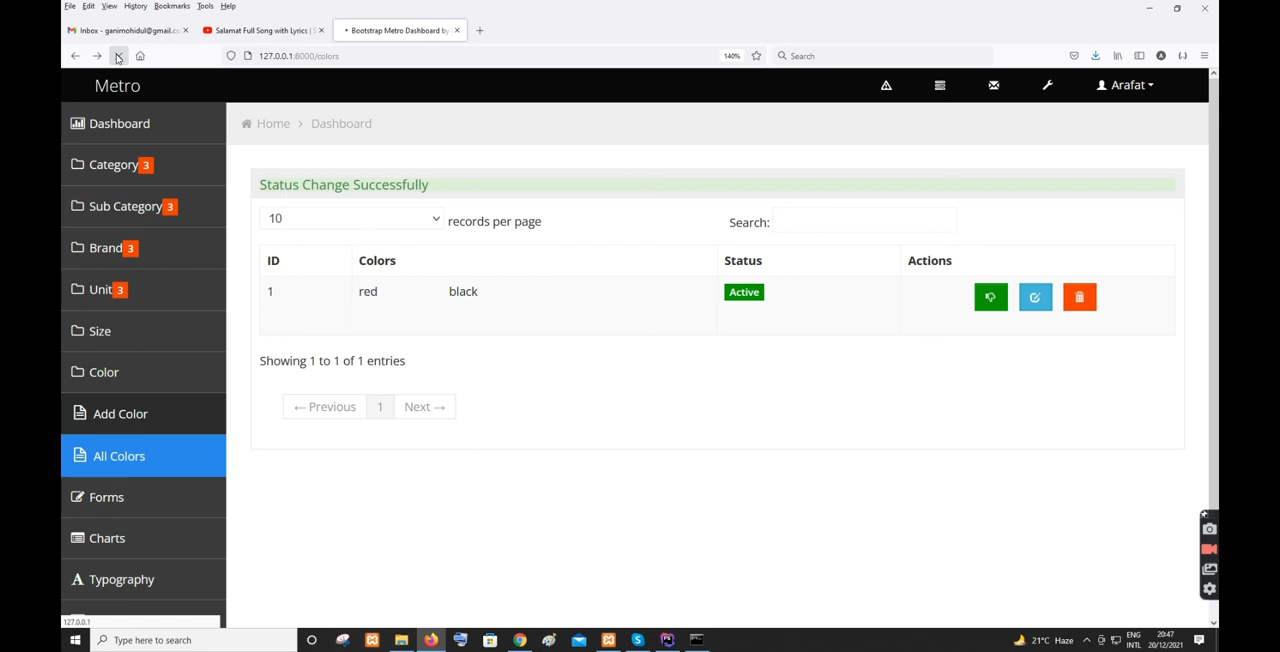 File Edit View History Bookmarks Tools Help
Inbox - ganimohidul@gmail.co
Salamat Full Song with Lyrics | S
Bootstrap Metro Dashboard by
127.0.0.1:8000/colors
140%
Search
Metro
Arafat
Dashboard
Category 3
Sub Category 3
Brand 3
Unit 3
Size
Color
Add Color
All Colors
Forms
Charts
Typography
127.0.0.1
Home > Dashboard
Status Change Successfully
10 records per page
Search:
ID Colors Status Actions
1 red black Active
Showing 1 to 1 of 1 entries
← Previous 1 Next →
Type here to search
21°C Haze
ENG
INTL
20:47
20/12/2021